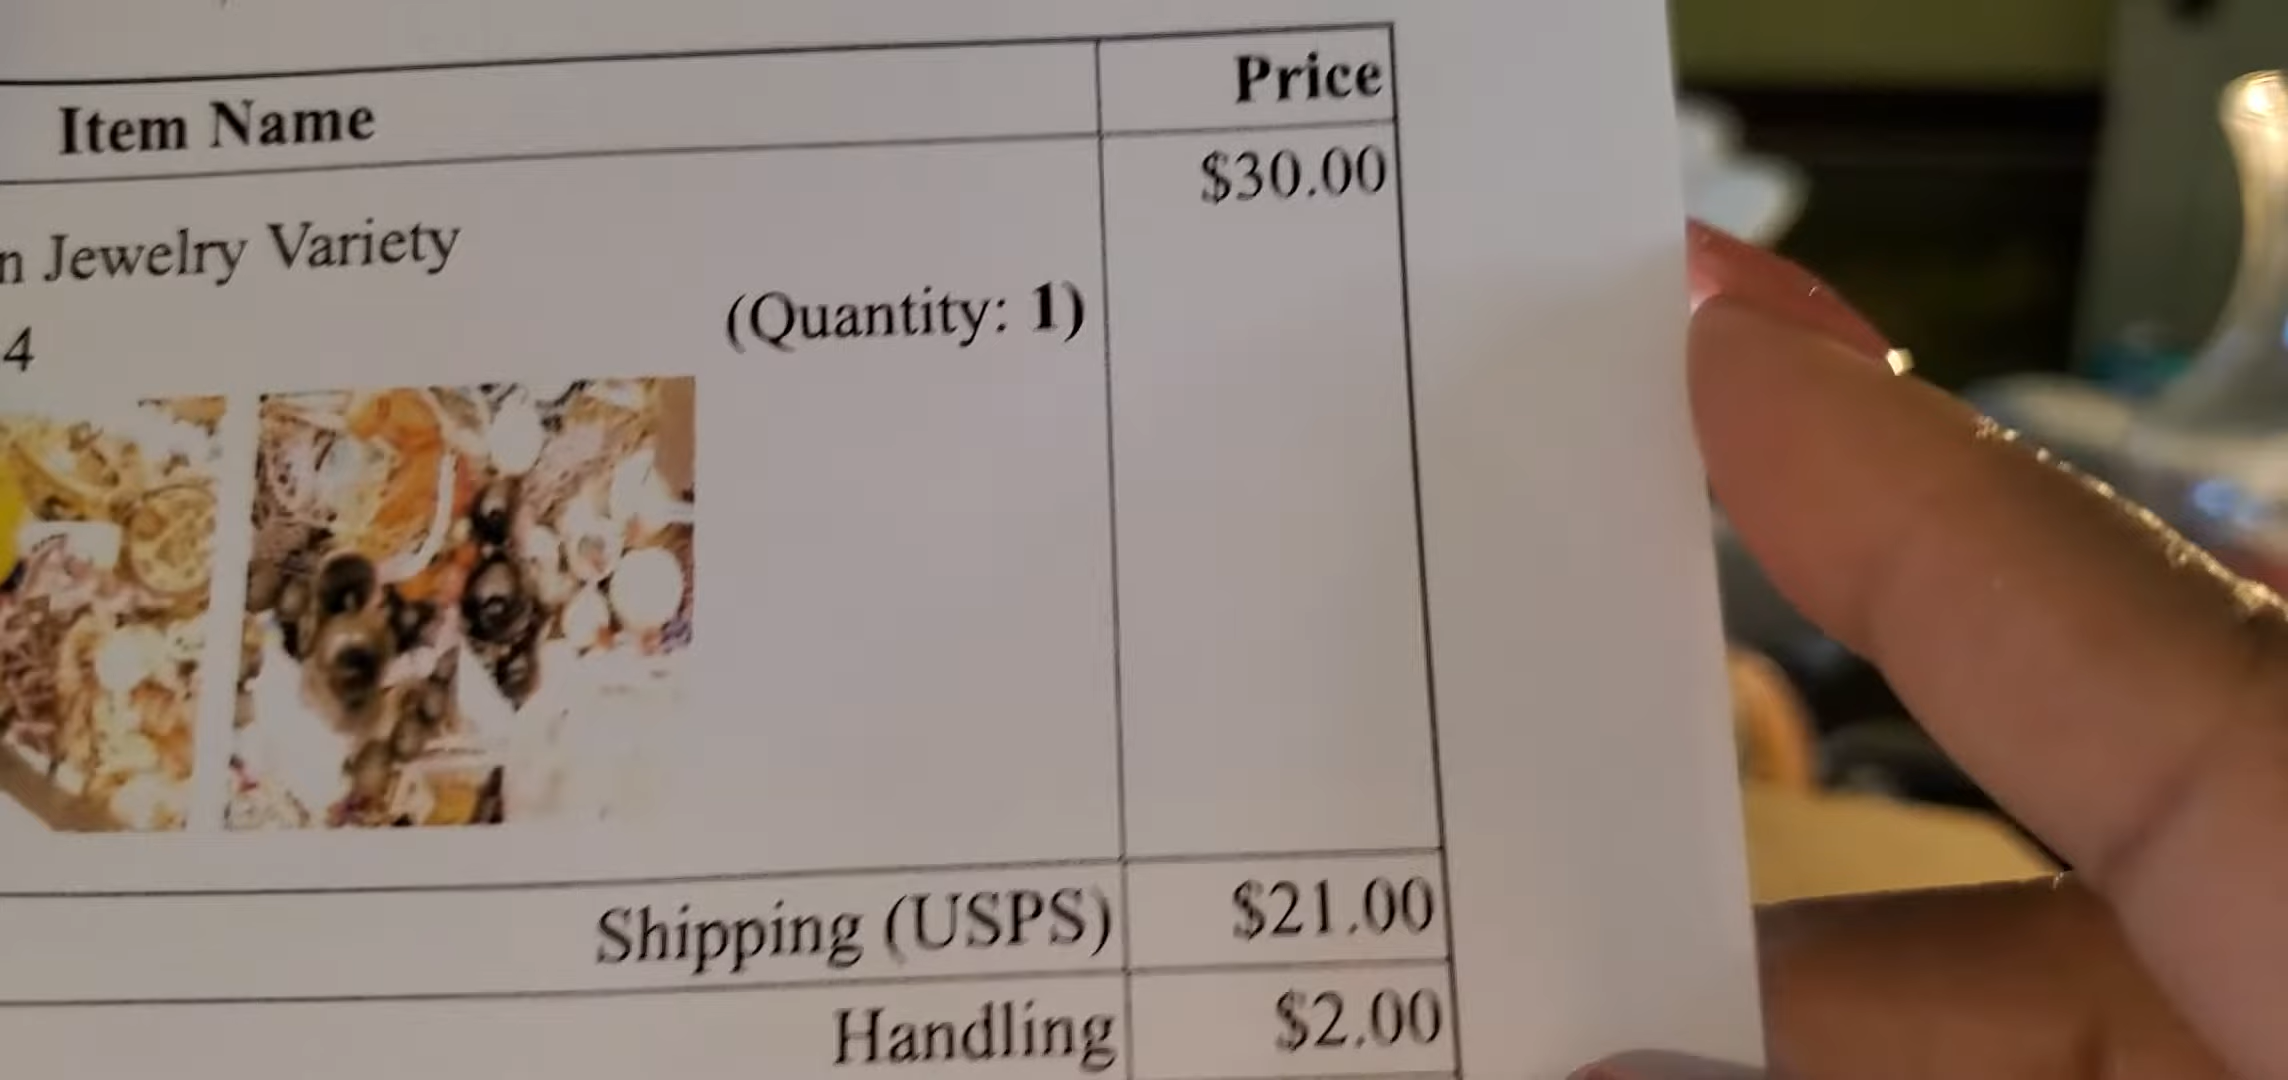 Item Name Price
$30.00
n Jewelry Variety
(Quantity: 1)
4
Shipping (USPS) $21.00
Handling $2.00